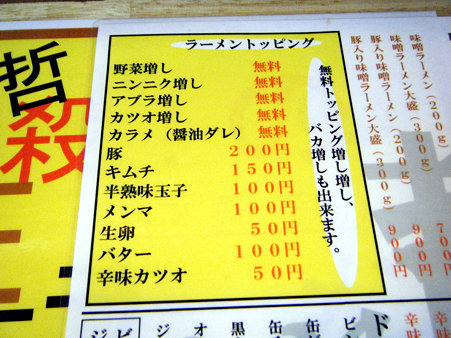 ラーメントッピング
野菜増し 無料
ニンニク増し 無料
アブラ増し 無料
カツオ増し 無料
カラメ(醤油ダレ) 無料
豚 200円
キムチ 150円
半熟味玉子 100円
メンマ 100円
生卵 50円
バター 100円
辛味カツオ 50円
無料トッピング増し増し、
バカ増しも出来ます。
味噌ラーメン(200g) 70
味噌ラーメン大盛(300g)
豚入り味噌ラーメン(200g) 900円
豚入り味噌ラーメン大盛(300g)
哲
殺